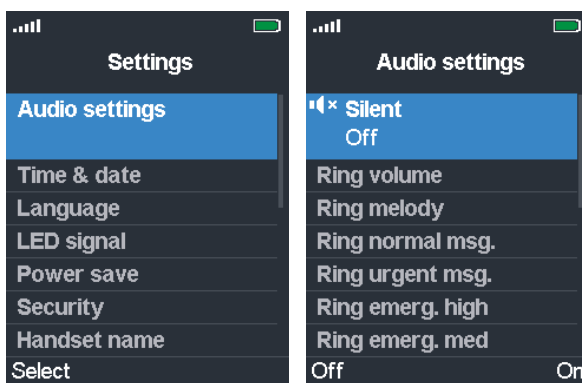 Settings
Audio settings
Time & date
Language
LED signal
Power save
Security
Handset name
Select
Audio settings
Silent
Off
Ring volume
Ring melody
Ring normal msg.
Ring urgent msg.
Ring emerg. high
Ring emerg. med
Off On